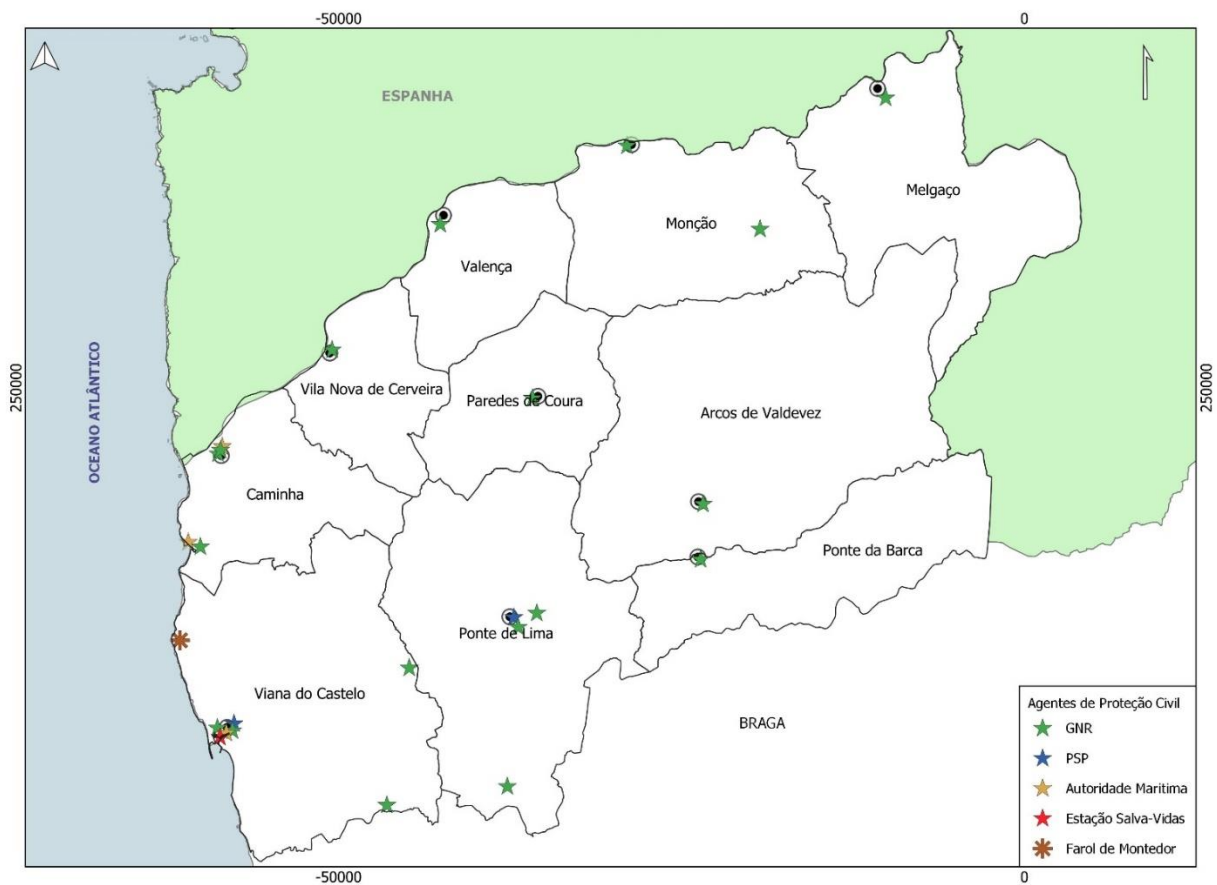 -50000
0
ESPANHA
Melgaço
Monção
Valença
250000
250000
OCEANO ATLÂNTICO
Vila Nova de Cerveira
Paredes de Coura
Arcos de Valdevez
Caminha
Ponte da Barca
Ponte de Lima
Viana do Castelo
BRAGA
Agentes de Proteção Civil
GNR
PSP
Autoridade Maritima
Estação Salva-Vidas
Farol de Montedor
-50000
0